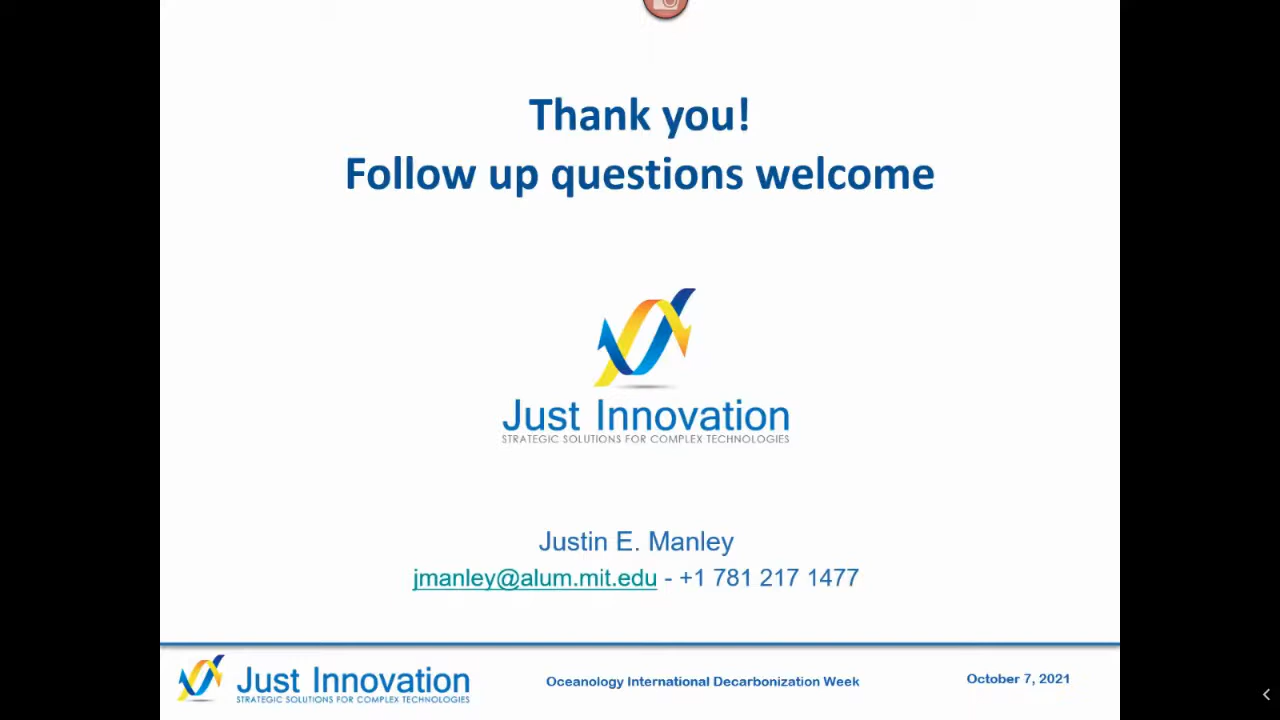 Thank you!
Follow up questions welcome
Just Innovation
STRATEGIC SOLUTIONS FOR COMPLEX TECHNOLOGIES
Justin E. Manley
jmanley@alum.mit.edu - +1 781 217 1477
Just Innovation
STRATEGIC SOLUTIONS FOR COMPLEX TECHNOLOGIES
Oceanology International Decarbonization Week
October 7, 2021